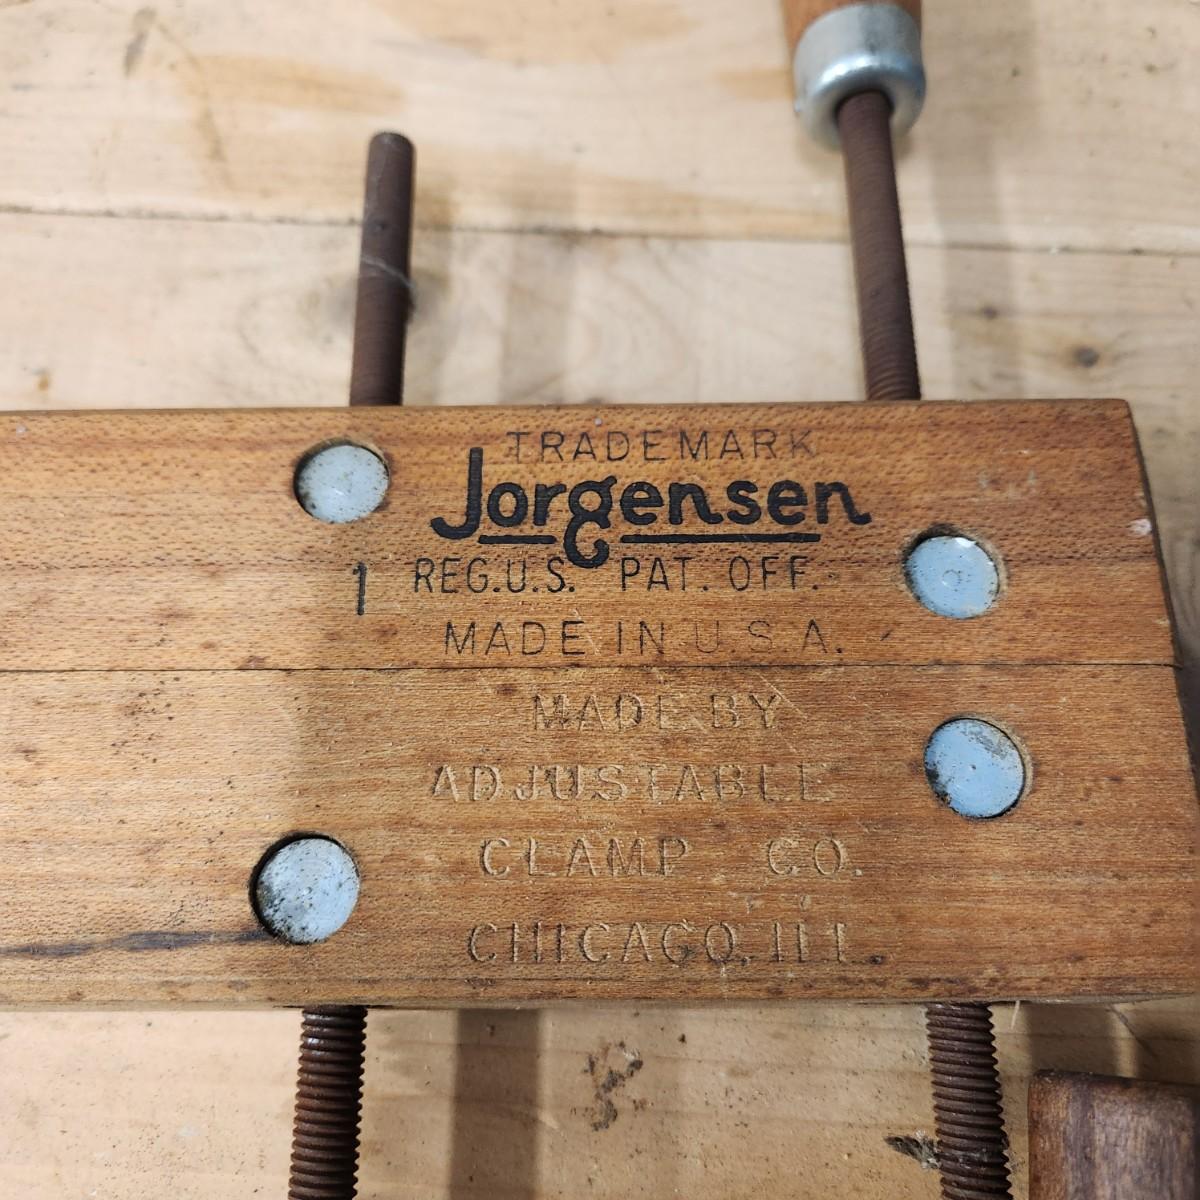 TRADEMARK
Jorgensen
1 REG.U.S. PAT. OFF.
MADE IN U.S.A.
MADE BY
ADJUSTABLE
CLAMP CO.
CHICAGO, ILL.